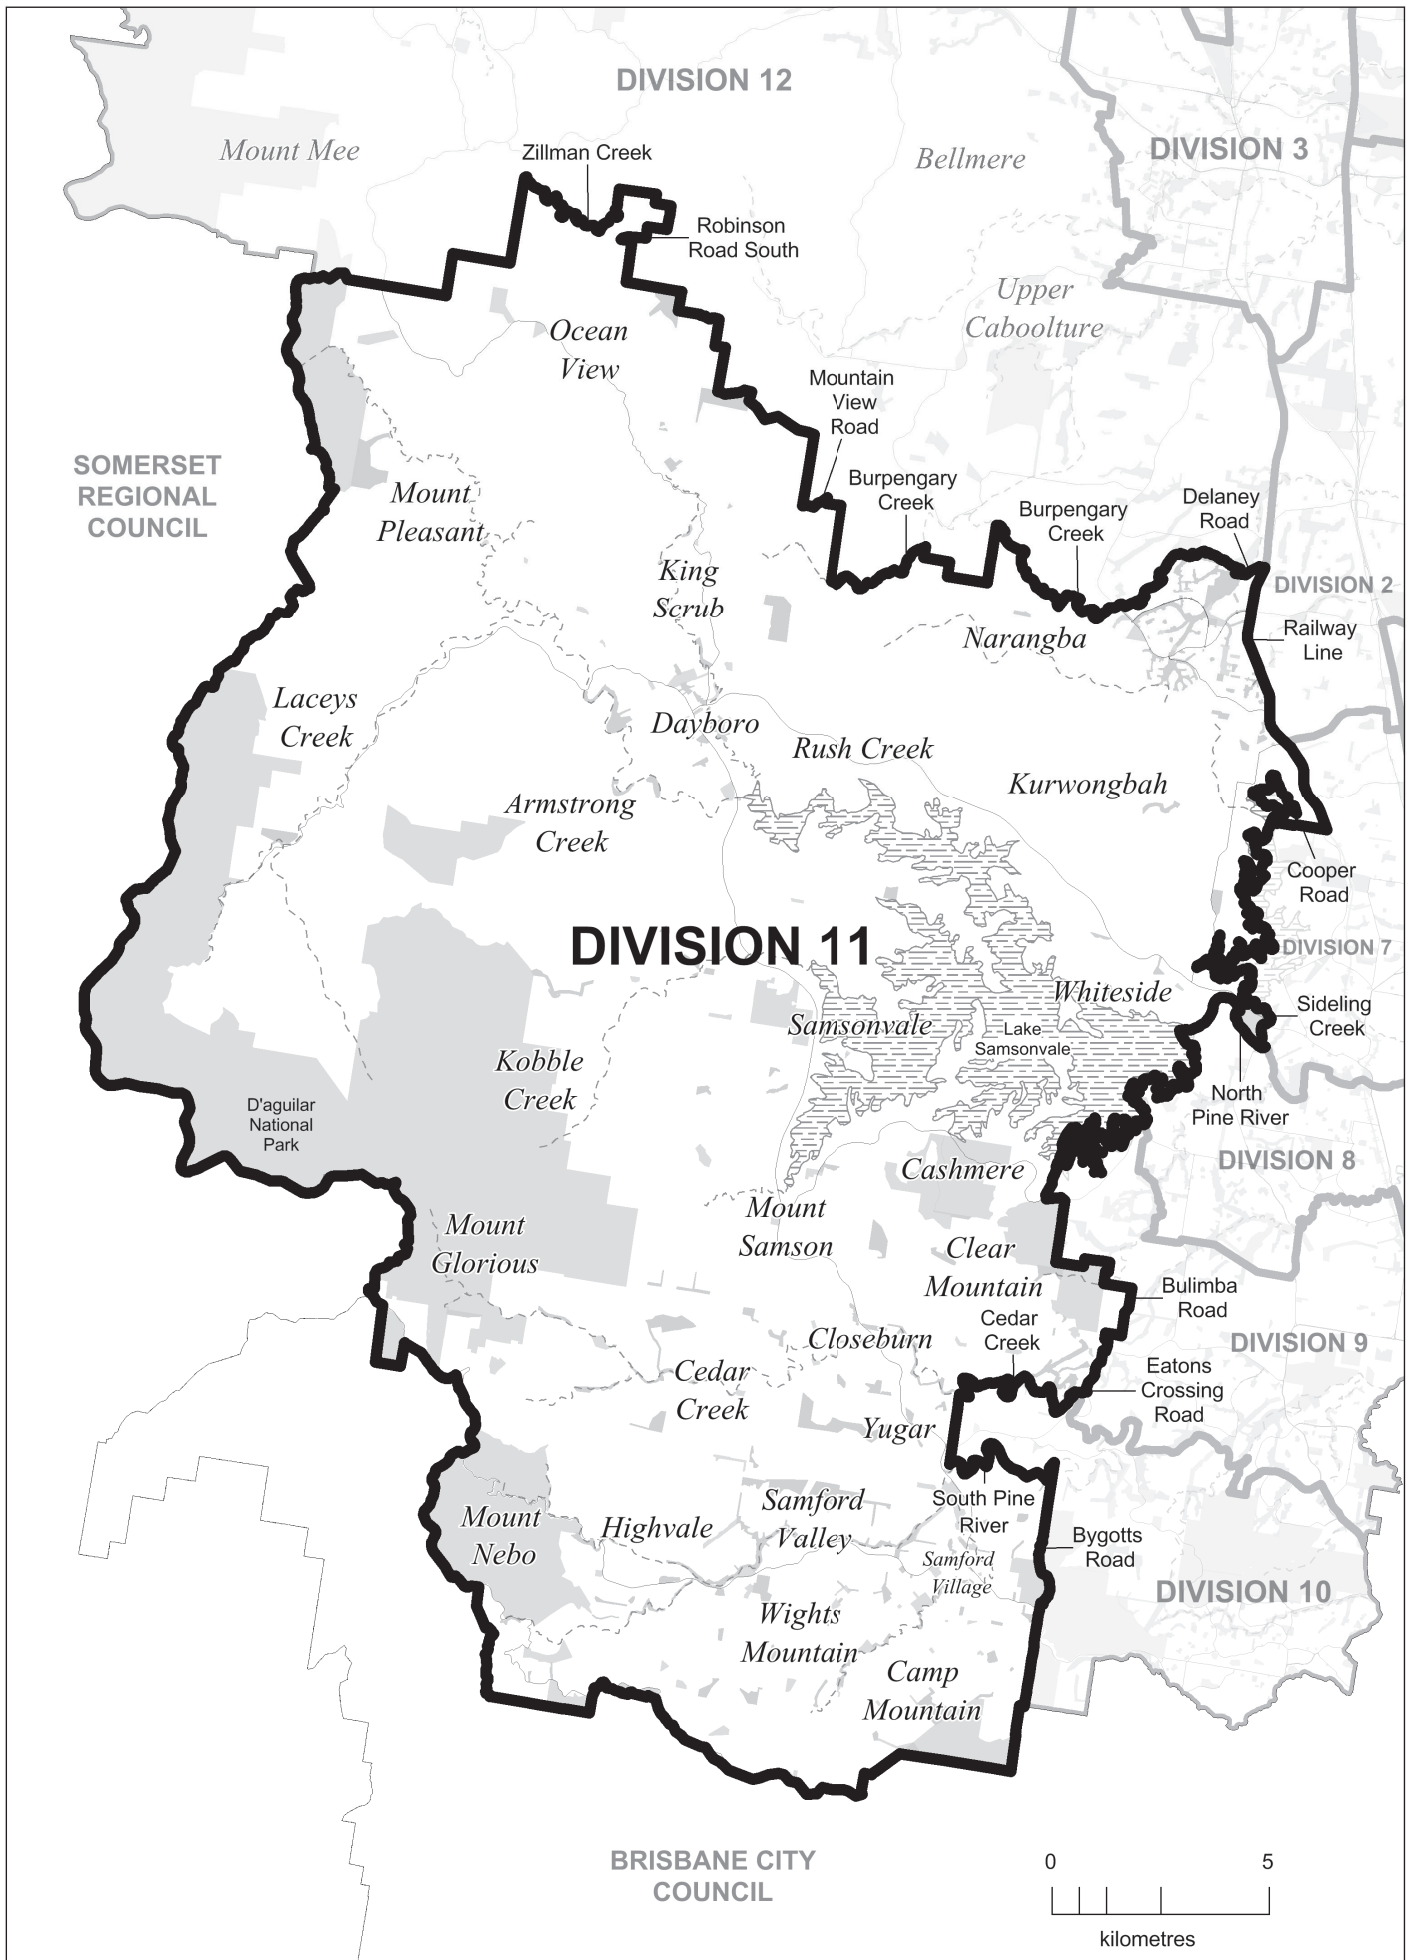 DIVISION 12
Mount Mee
Zillman Creek
Bellmere
DIVISION 3
Robinson
Road South
Upper
Caboolture
Ocean
View
Mountain
View
Road
SOMERSET
REGIONAL
COUNCIL
Mount
Pleasant
Burpengary
Creek
Burpengary
Creek
Delaney
Road
King
Scrub
DIVISION 2
Narangba
Railway
Line
Laceys
Creek
Dayboro
Rush Creek
Kurwongbah
Armstrong
Creek
Cooper
Road
DIVISION 11
DIVISION 7
Whiteside
Samsonvale
Lake
Samsonvale
Sideling
Creek
Kobble
Creek
North
Pine River
D'aguilar
National
Park
Cashmere
DIVISION 8
Mount
Samson
Mount
Glorious
Clear
Mountain
Bulimba
Road
Cedar
Creek
Closeburn
DIVISION 9
Eatons
Crossing
Road
Cedar
Creek
Yugar
Samford
Valley
South Pine
River
Mount
Nebo
Highvale
Bygotts
Road
Samford
Village
DIVISION 10
Wights
Mountain
Camp
Mountain
BRISBANE CITY
COUNCIL
0 5
kilometres